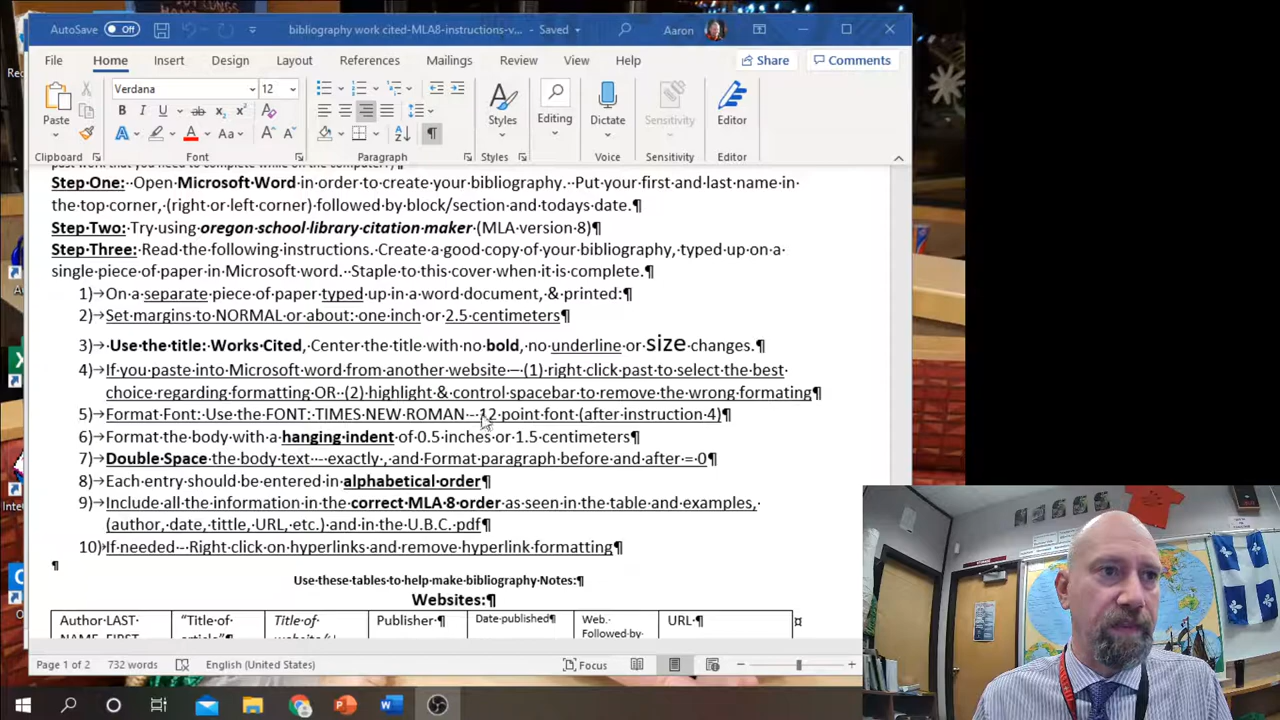 AutoSave Off bibliography work cited-MLA8-instructions-v... - Saved Aaron
File Home Insert Design Layout References Mailings Review View Help Share Comments
Verdana 12
Paste Styles Editing Dictate Sensitivity Editor
Clipboard Font Paragraph Styles Voice Sensitivity Editor
past work that you need to complete while on the computer.)¶
Step One:··Open·Microsoft·Word·in·order·to·create·your·bibliography.··Put·your·first·and·last·name·in·
the·top·corner,·(right·or·left·corner)·followed·by·block/section·and·todays·date.¶
Step·Two:·Try·using·oregon·school·library·citation·maker·(MLA·version·8)¶
Step·Three:·Read·the·following·instructions.·Create·a·good·copy·of·your·bibliography,·typed·up·on·a·
single·piece·of·paper·in·Microsoft·word.··Staple·to·this·cover·when·it·is·complete.¶
1)→On·a·separate·piece·of·paper·typed·up·in·a·word·document,·&·printed:¶
2)→Set·margins·to·NORMAL·or·about:·one·inch·or·2.5·centimeters¶
3)→·Use·the·title:·Works·Cited,·Center·the·title·with·no·bold,·no·underline·or·size·changes.¶
4)→If·you·paste·into·Microsoft·word·from·another·website·–·(1)·right·click·past·to·select·the·best·
choice·regarding·formatting·OR··(2)·highlight·&·control·spacebar·to·remove·the·wrong·formating¶
5)→Format·Font:·Use·the·FONT:·TIMES·NEW·ROMAN·-·12·point·font·(after·instruction·4)¶
6)→Format·the·body·with·a·hanging·indent·of·0.5·inches·or·1.5·centimeters¶
7)→Double·Space·the·body·text·-·exactly·,·and·Format·paragraph·before·and·after·=·0¶
8)→Each·entry·should·be·entered·in·alphabetical·order¶
9)→Include·all·the·information·in·the·correct·MLA·8·order·as·seen·in·the·table·and·examples,·
(author,·date,·tittle,·URL,·etc.)·and·in·the·U.B.C.·pdf¶
10)→If·needed·-·Right·click·on·hyperlinks·and·remove·hyperlink·formatting¶
¶
Use·these·tables·to·help·make·bibliography·Notes:¶
Websites:¶
Author·LAST· "Title·of· Title·of· Publisher·¶ Date·published¶ Web.· URL·¶ ¤
NAME,·FIRST· article"¶ Followed·by·
Page 1 of 2 732 words English (United States) Focus